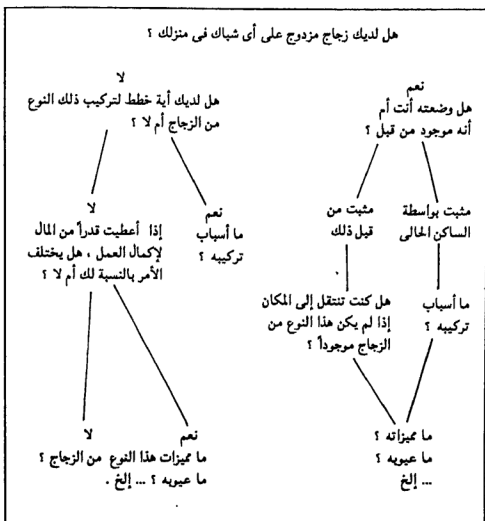 هل لديك زجاج مزدوج على أى شباك فى منزلك ؟
نعم
هل وضعته أنت أم
أنه موجود من قبل ؟
مثبت بواسطة
الساكن الحالى
مثبت من
قبل ذلك
ما أسباب
تركيبه ؟
هل كنت تنتقل إلى المكان
إذا لم يكن هذا النوع من
الزجاج موجوداً ؟
ما مميزاته ؟
ما عيوبه ؟
... إلخ
لا
هل لديك أية خطط لتركيب ذلك النوع
من الزجاج أم لا ؟
نعم
ما أسباب
تركيبه ؟
لا
إذا أعطيت قدراً من المال
لإكمال العمل ، هل يختلف
الأمر بالنسبة لك أم لا ؟
نعم
ما مميزات هذا النوع من الزجاج ؟
ما عيوبه ؟ ... إلخ .
لا